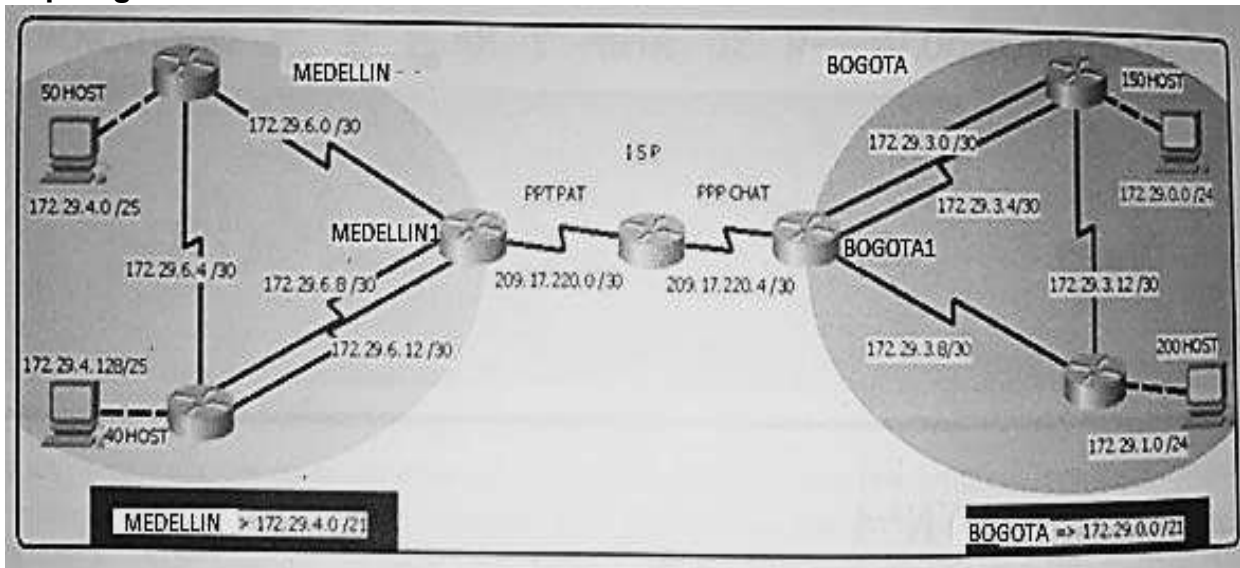 MEDELLIN - -
BOGOTA
50 HOST
150 HOST
172.29.6.0 /30
172.29.3.0 /30
I S P
172.29.4.0 /25
PPT PAT
PPP CHAT
172.29.0.0 /24
172.29.3.4/30
MEDELLIN1
BOGOTA1
172.29.6.4 /30
172.29.6.8 /30
209.17.220.0 /30
209.17.220.4 /30
172.29.3.12 /30
172.29.6.12 /30
172.29.3.8/30
200 HOST
172.29.4.128/25
40 HOST
172.29.1.0 /24
MEDELLIN > 172.29.4.0 /21
BOGOTA => 172.29.0.0 /21